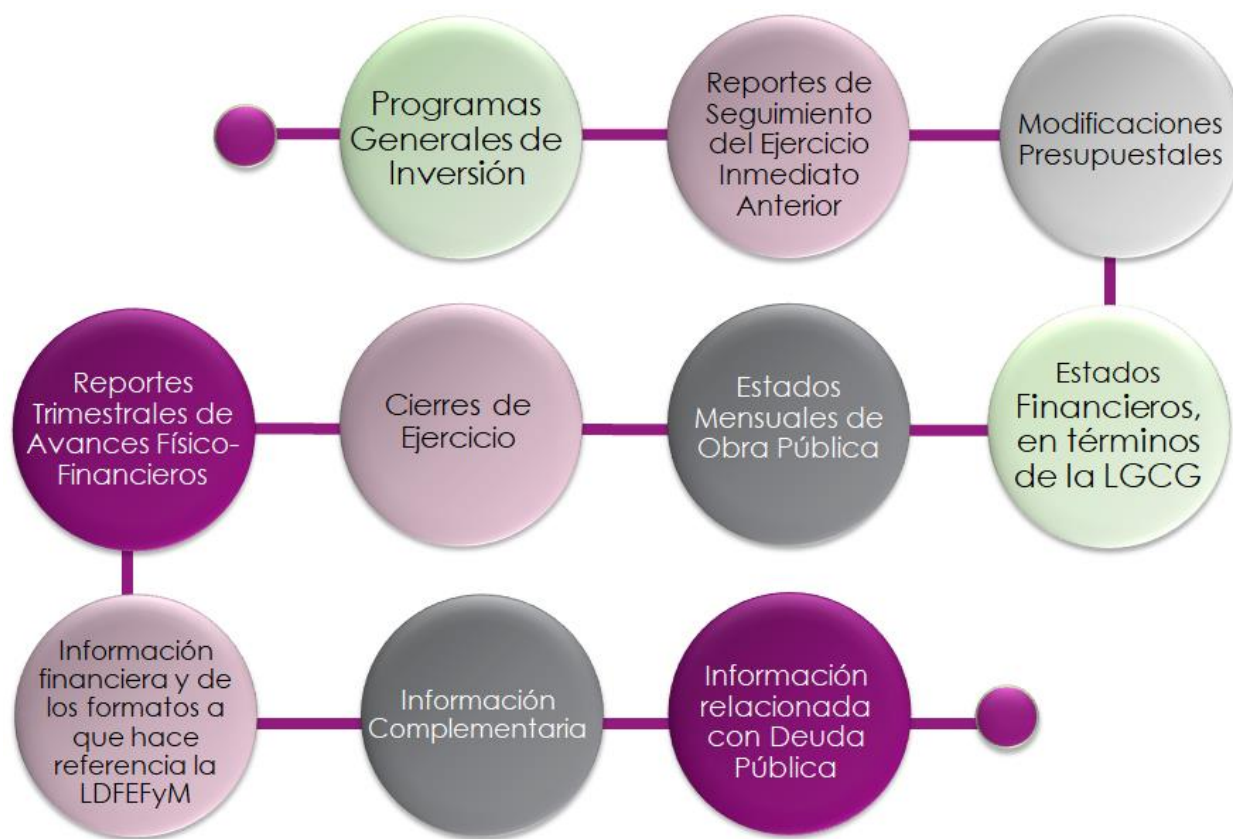 Programas
Generales de
Inversión
Reportes de
Seguimiento
del Ejercicio
Inmediato
Anterior
Modificaciones
Presupuestales
Estados
Financieros,
en términos
de la LGCG
Estados
Mensuales de
Obra Pública
Cierres de
Ejercicio
Reportes
Trimestrales de
Avances Físico-
Financieros
Información
financiera y de
los formatos a
que hace
referencia la
LDFEFyM
Información
Complementaria
Información
relacionada
con Deuda
Pública